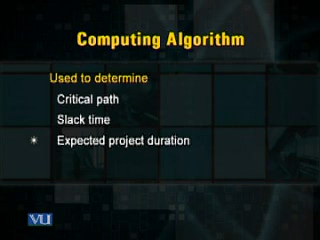 Computing Algorithm
Used to determine
Critical path
Slack time
Expected project duration
VU